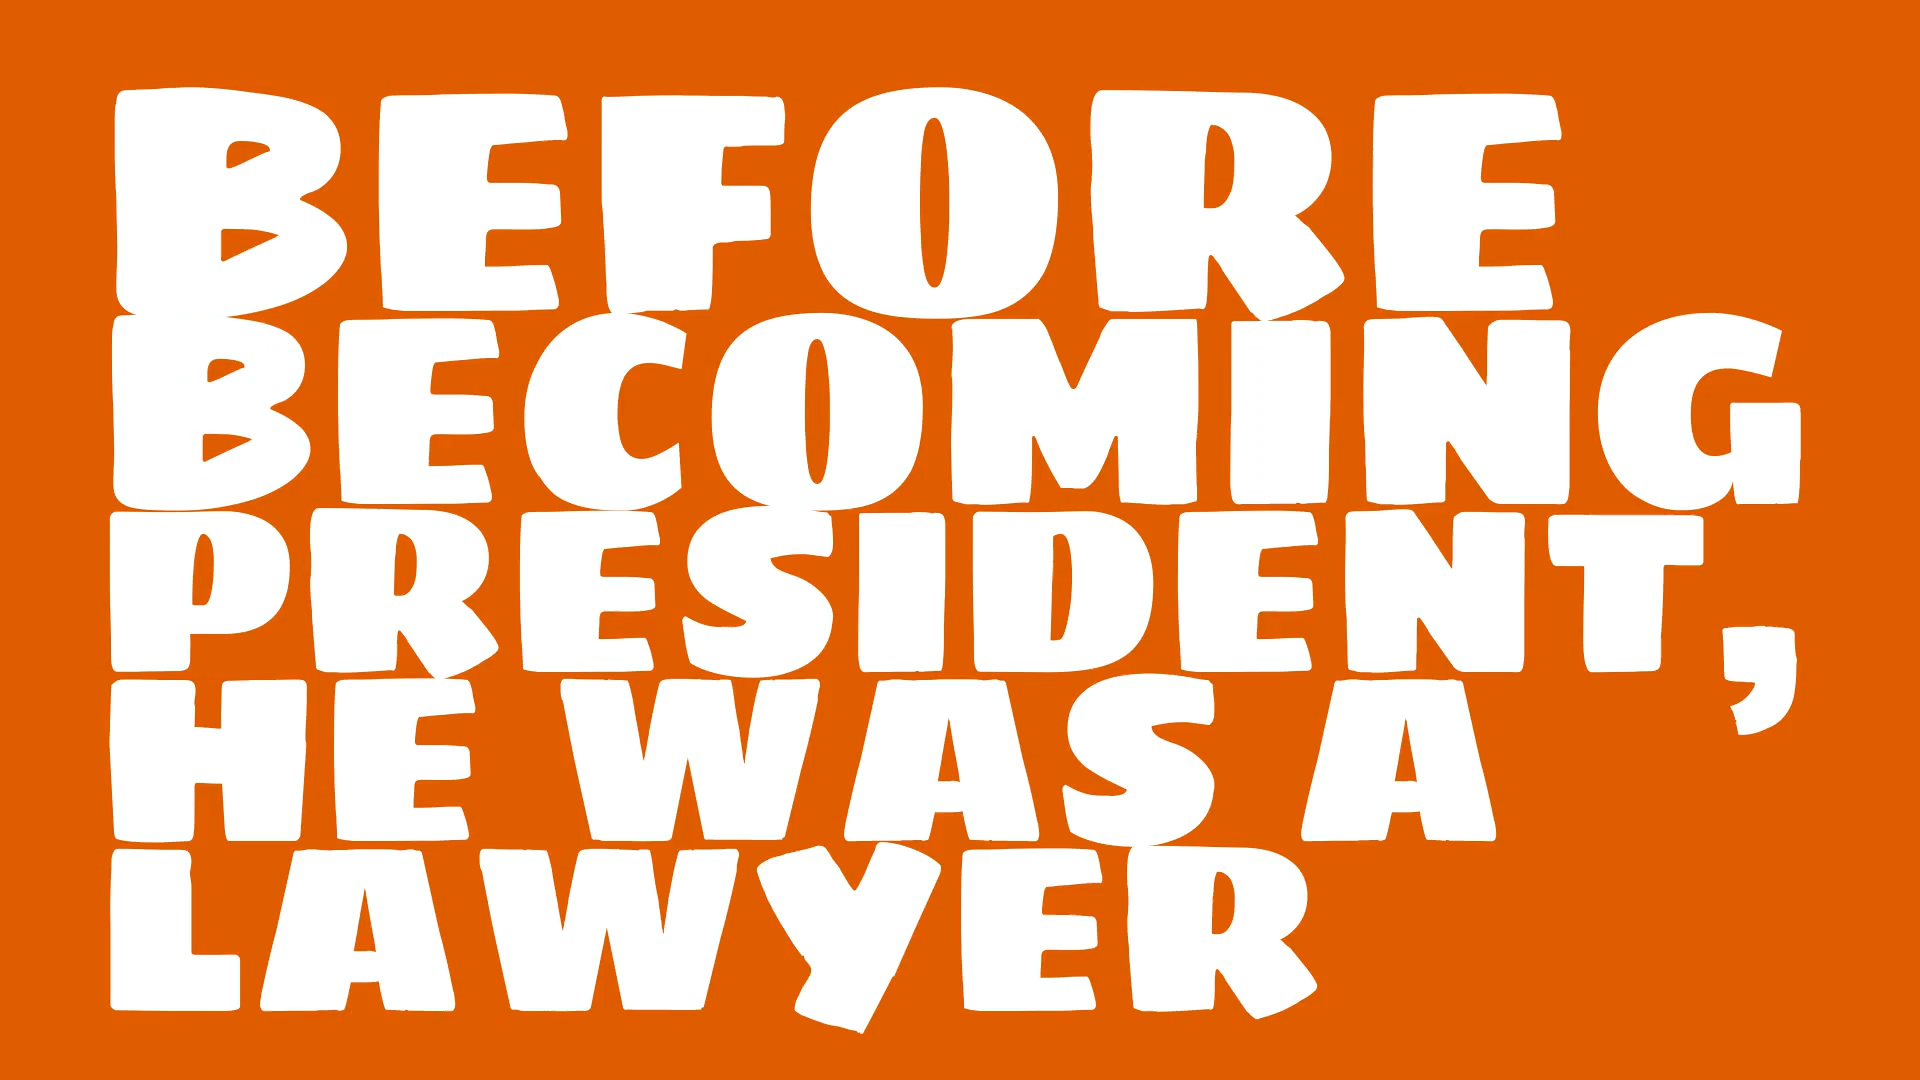 BEFORE
BECOMING
PRESIDENT,
HE WAS A
LAWYER